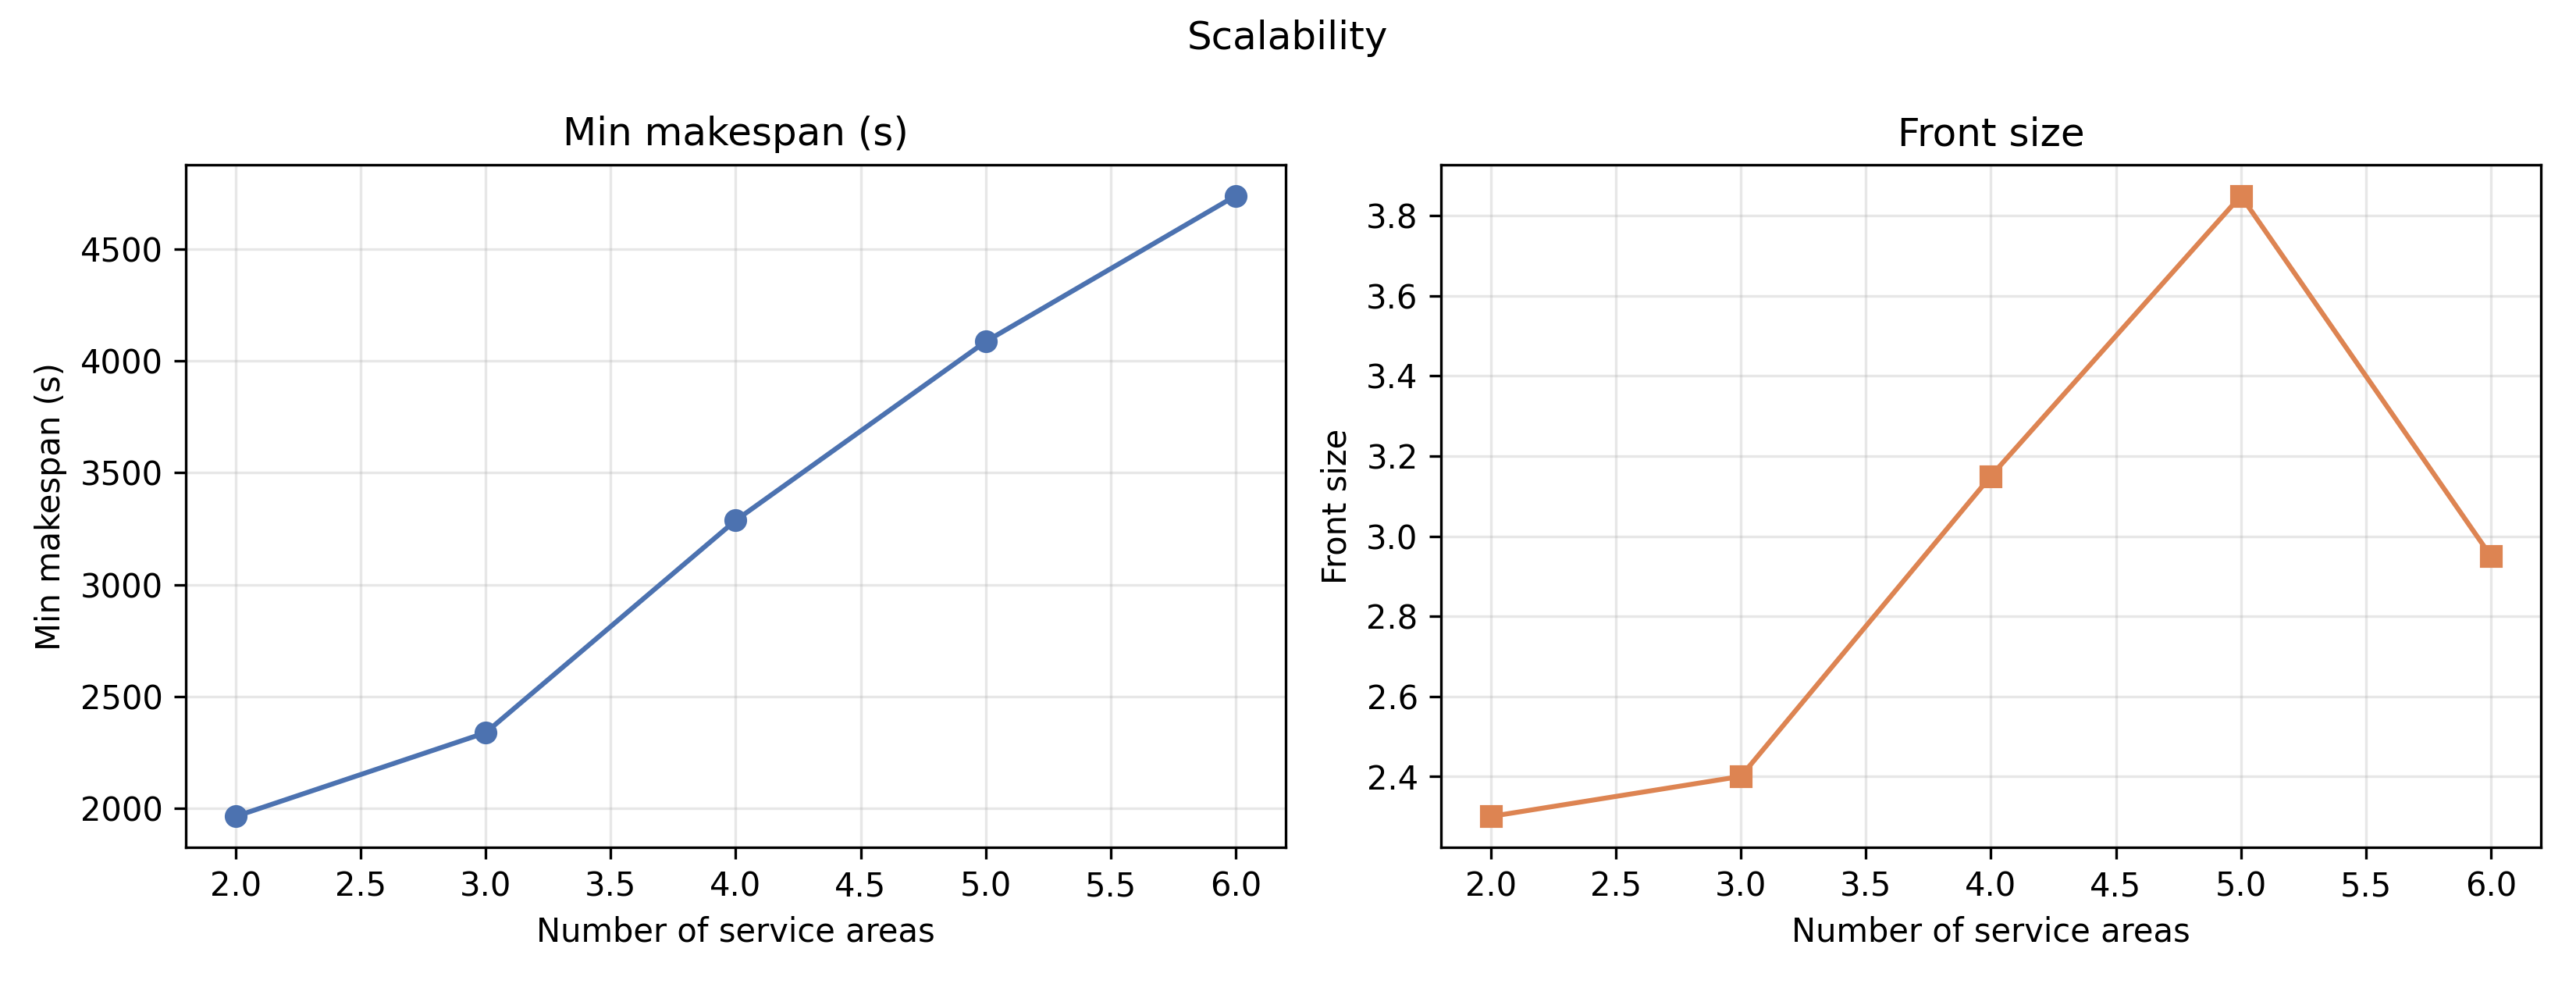 Scalability
Min makespan (s)
Min makespan (s)
4500
4000
3500
3000
2500
2000
2.0 2.5 3.0 3.5 4.0 4.5 5.0 5.5 6.0
Number of service areas
Front size
Front size
3.8
3.6
3.4
3.2
3.0
2.8
2.6
2.4
2.0 2.5 3.0 3.5 4.0 4.5 5.0 5.5 6.0
Number of service areas